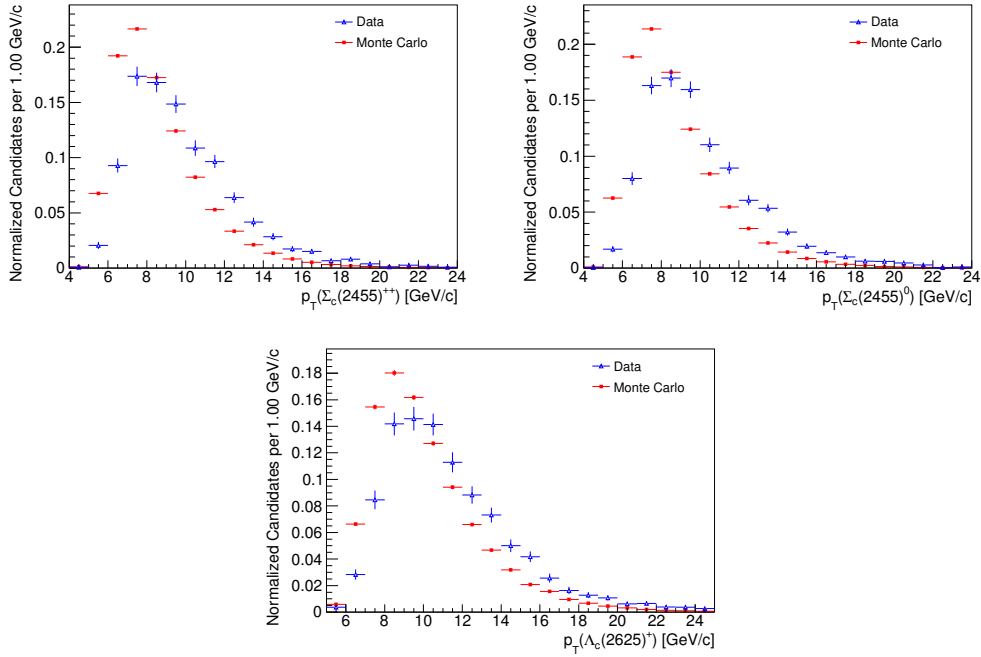 Normalized Candidates per 1.00 GeV/c
0.2
0.15
0.1
0.05
0
Data
Monte Carlo
4 6 8 10 12 14 16 18 20 22 24
p_T(Σ_c(2455)^++) [GeV/c]
Normalized Candidates per 1.00 GeV/c
0.2
0.15
0.1
0.05
0
Data
Monte Carlo
4 6 8 10 12 14 16 18 20 22 24
p_T(Σ_c(2455)^0) [GeV/c]
Normalized Candidates per 1.00 GeV/c
0.18
0.16
0.14
0.12
0.1
0.08
0.06
0.04
0.02
0
Data
Monte Carlo
6 8 10 12 14 16 18 20 22 24
p_T(Λ_c(2625)^+) [GeV/c]